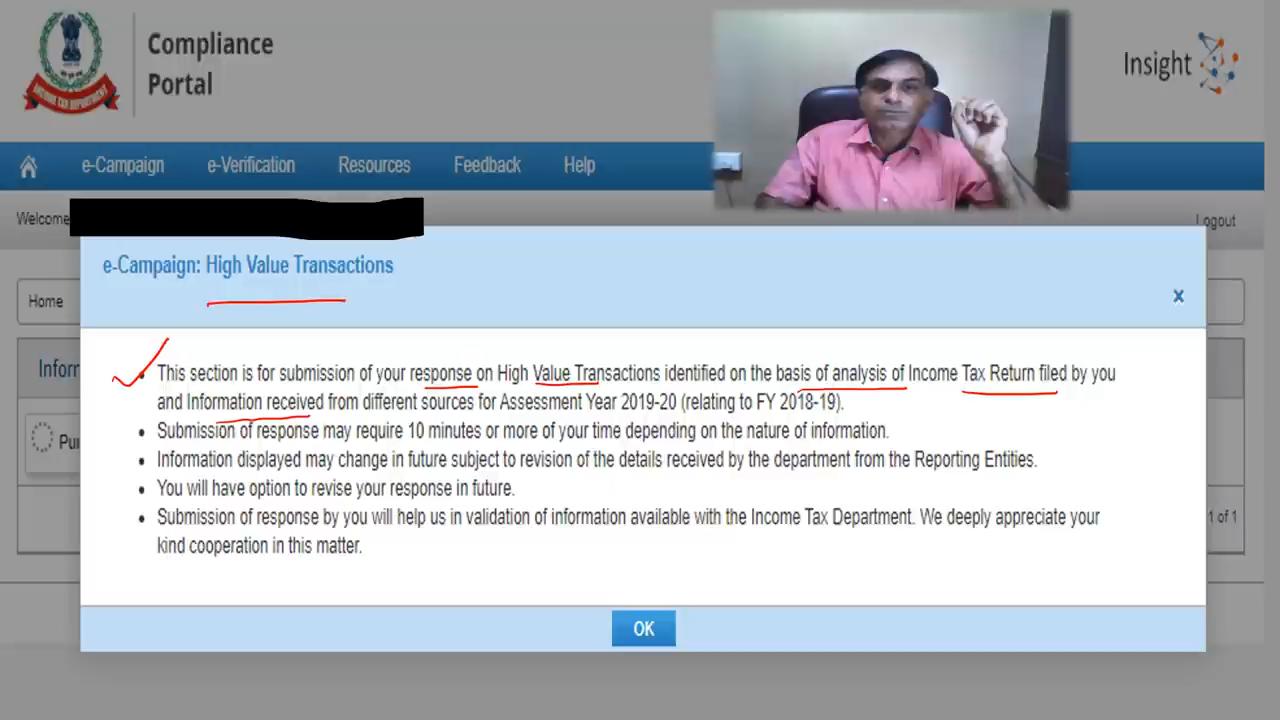 Compliance
Portal
Insight
e-Campaign e-Verification Resources Feedback Help
Welcome
Logout
e-Campaign: High Value Transactions
x
Home
This section is for submission of your response on High Value Transactions identified on the basis of analysis of Income Tax Return filed by you
and Information received from different sources for Assessment Year 2019-20 (relating to FY 2018-19).
Submission of response may require 10 minutes or more of your time depending on the nature of information.
Information displayed may change in future subject to revision of the details received by the department from the Reporting Entities.
You will have option to revise your response in future.
Submission of response by you will help us in validation of information available with the Income Tax Department. We deeply appreciate your
kind cooperation in this matter.
Infor
Pu
1 of 1
OK